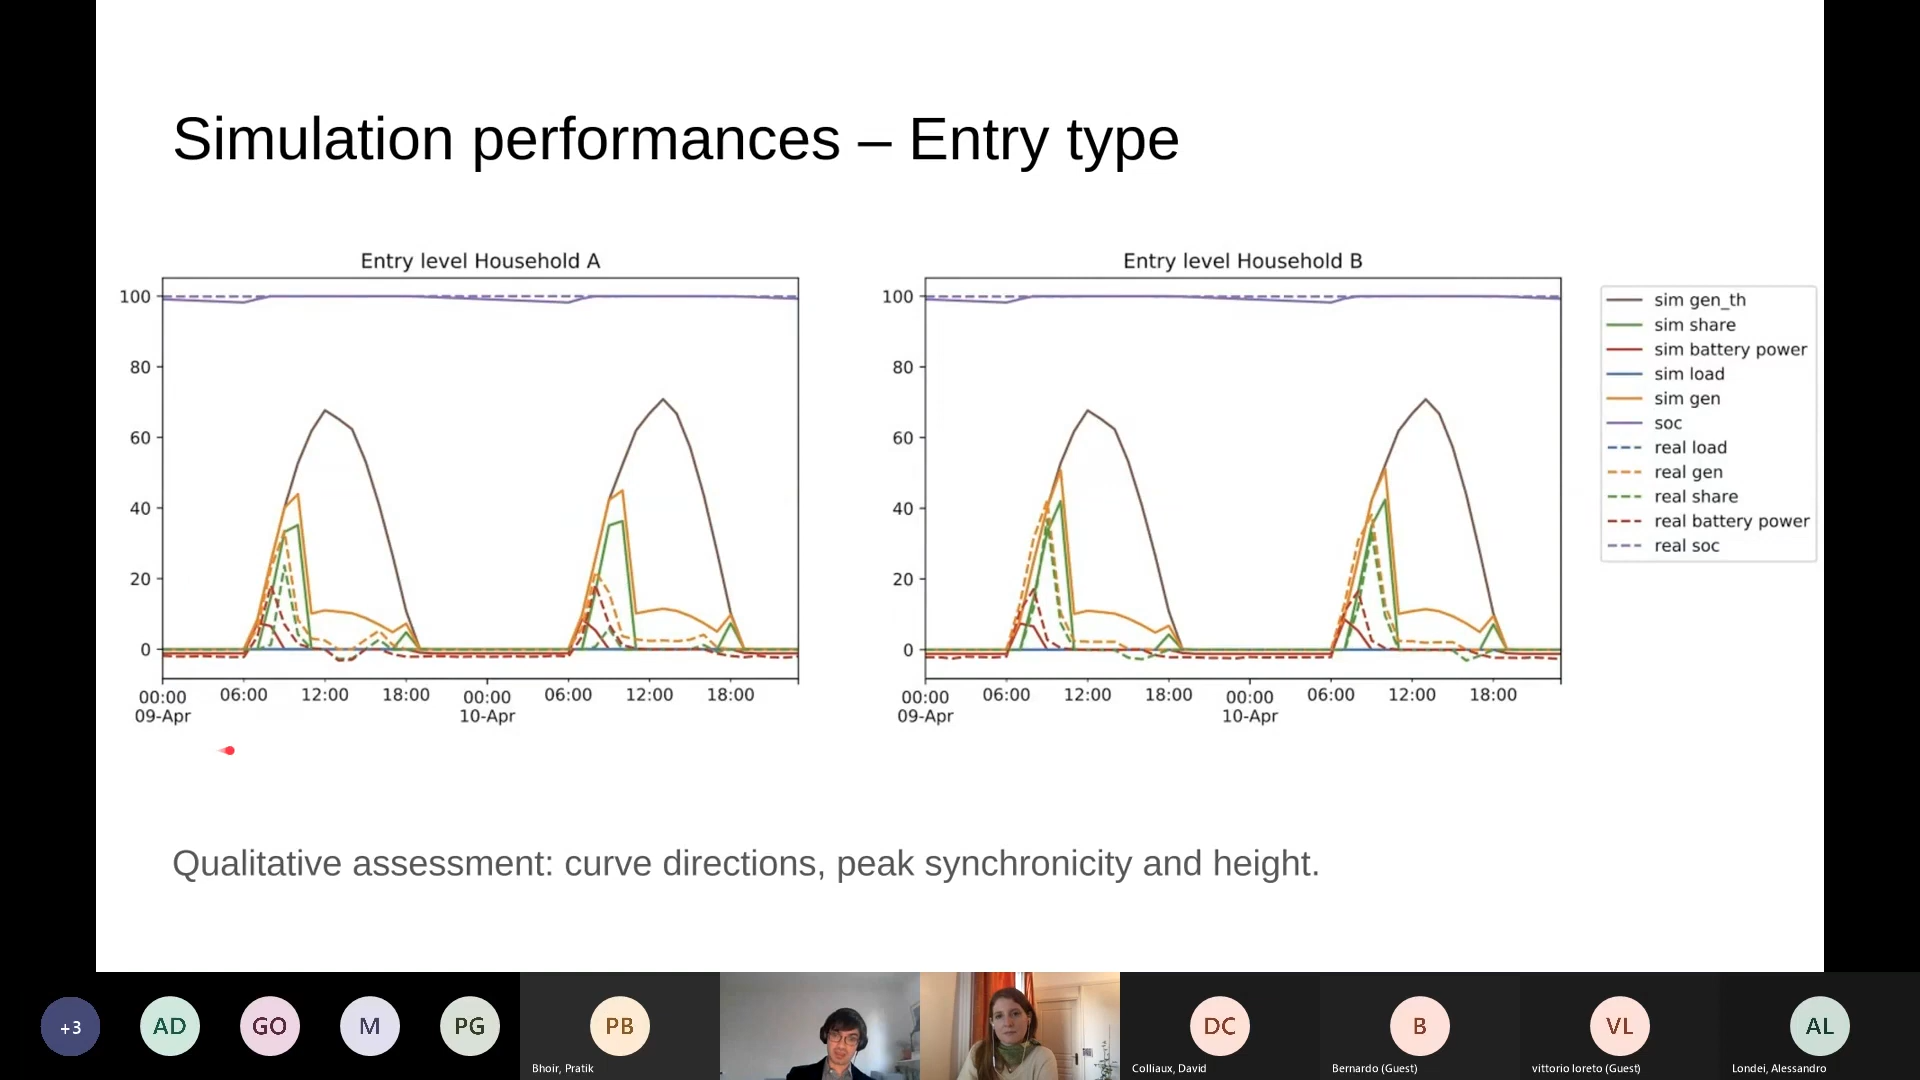 Simulation performances – Entry type
Entry level Household A
100
80
60
40
20
0
00:00 06:00 12:00 18:00 00:00 06:00 12:00 18:00
09-Apr 10-Apr
Entry level Household B
100
80
60
40
20
0
00:00 06:00 12:00 18:00 00:00 06:00 12:00 18:00
09-Apr 10-Apr
sim gen_th
sim share
sim battery power
sim load
sim gen
soc
real load
real gen
real share
real battery power
real soc
Qualitative assessment: curve directions, peak synchronicity and height.
+3 AD GO M PG PB DC B VL AL
Bhoir, Pratik Colliaux, David Bernardo (Guest) vittorio loreto (Guest) Londei, Alessandro